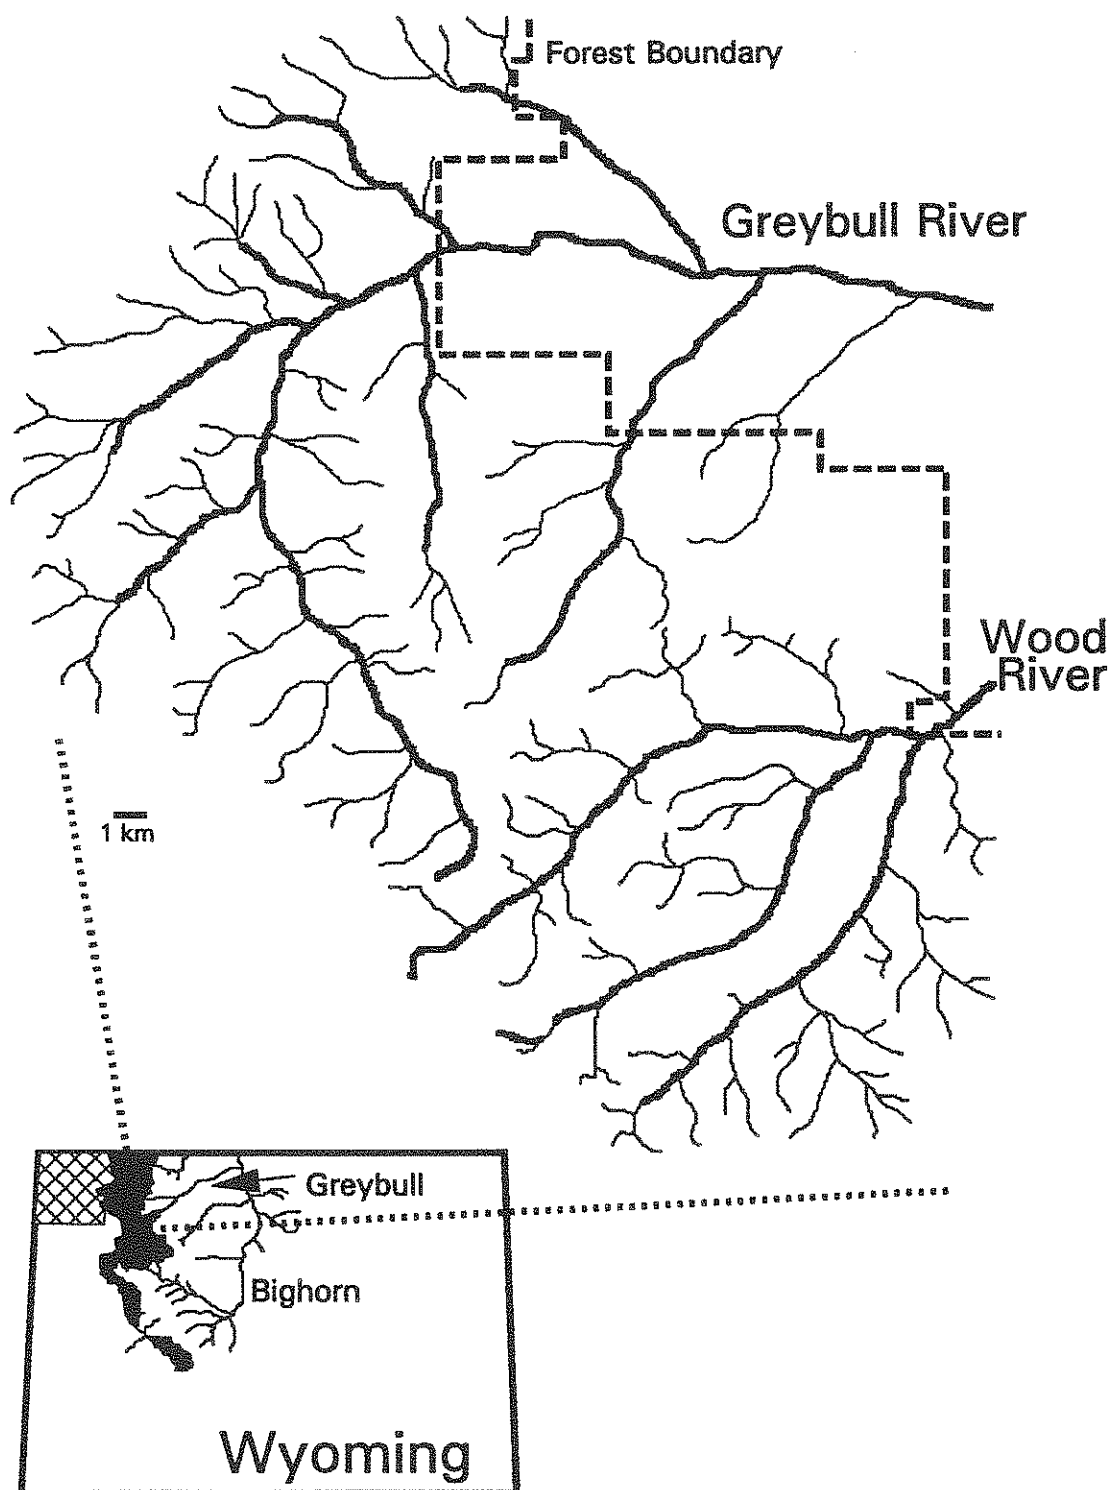 Forest Boundary
Greybull River
Wood
River
1 km
Greybull
Bighorn
Wyoming